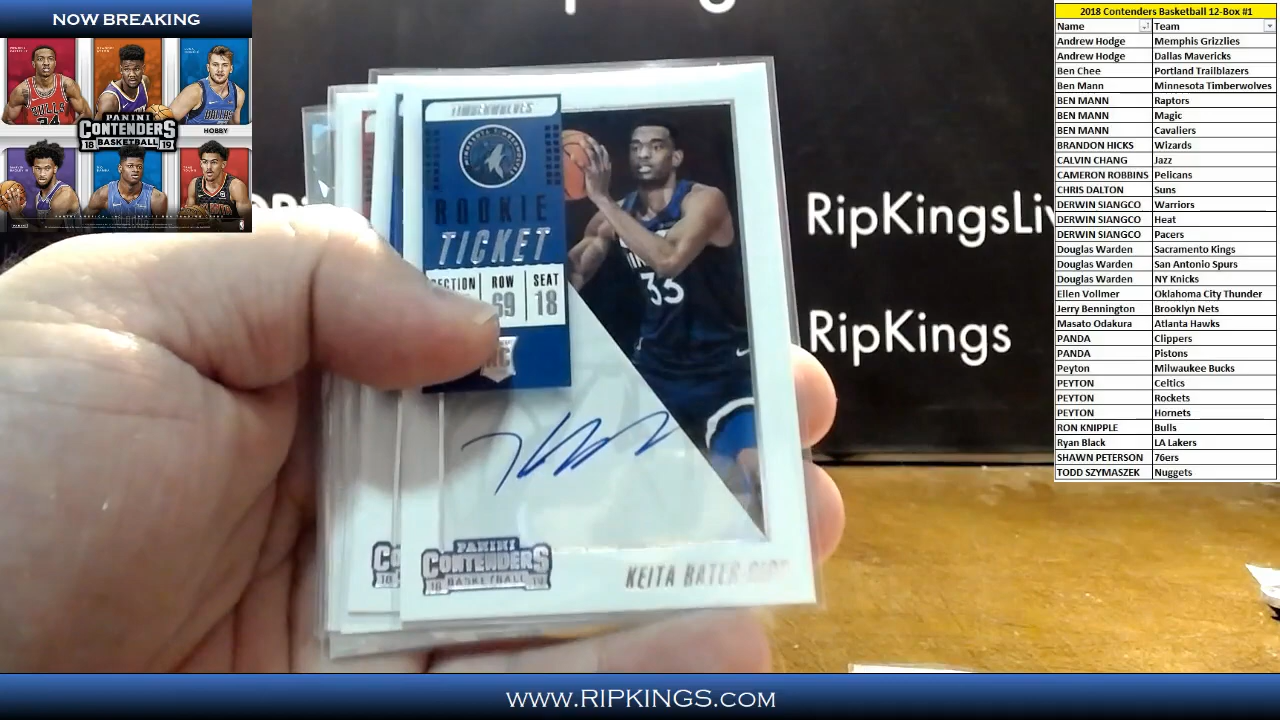 NOW BREAKING
PANINI
CONTENDERS
BASKETBALL
18 19
HOBBY
ripKings
RipKingsLiv
RipKings
TIMBERWOLVES
ROOKIE
TICKET
SECTION ROW SEAT
69 18
RC
33
PANINI
CONTENDERS
18 BASKETBALL 19
KEITA BATES
2018 Contenders Basketball 12-Box #1
Name Team
Andrew Hodge Memphis Grizzlies
Andrew Hodge Dallas Mavericks
Ben Chee Portland Trailblazers
Ben Mann Minnesota Timberwolves
BEN MANN Raptors
BEN MANN Magic
BEN MANN Cavaliers
BRANDON HICKS Wizards
CALVIN CHANG Jazz
CAMERON ROBBINS Pelicans
CHRIS DALTON Suns
DERWIN SIANGCO Warriors
DERWIN SIANGCO Heat
DERWIN SIANGCO Pacers
Douglas Warden Sacramento Kings
Douglas Warden San Antonio Spurs
Douglas Warden NY Knicks
Ellen Vollmer Oklahoma City Thunder
Jerry Bennington Brooklyn Nets
Masato Odakura Atlanta Hawks
PANDA Clippers
PANDA Pistons
Peyton Milwaukee Bucks
PEYTON Celtics
PEYTON Rockets
PEYTON Hornets
RON KNIPPLE Bulls
Ryan Black LA Lakers
SHAWN PETERSON 76ers
TODD SZYMASZEK Nuggets
WWW.RIPKINGS.COM